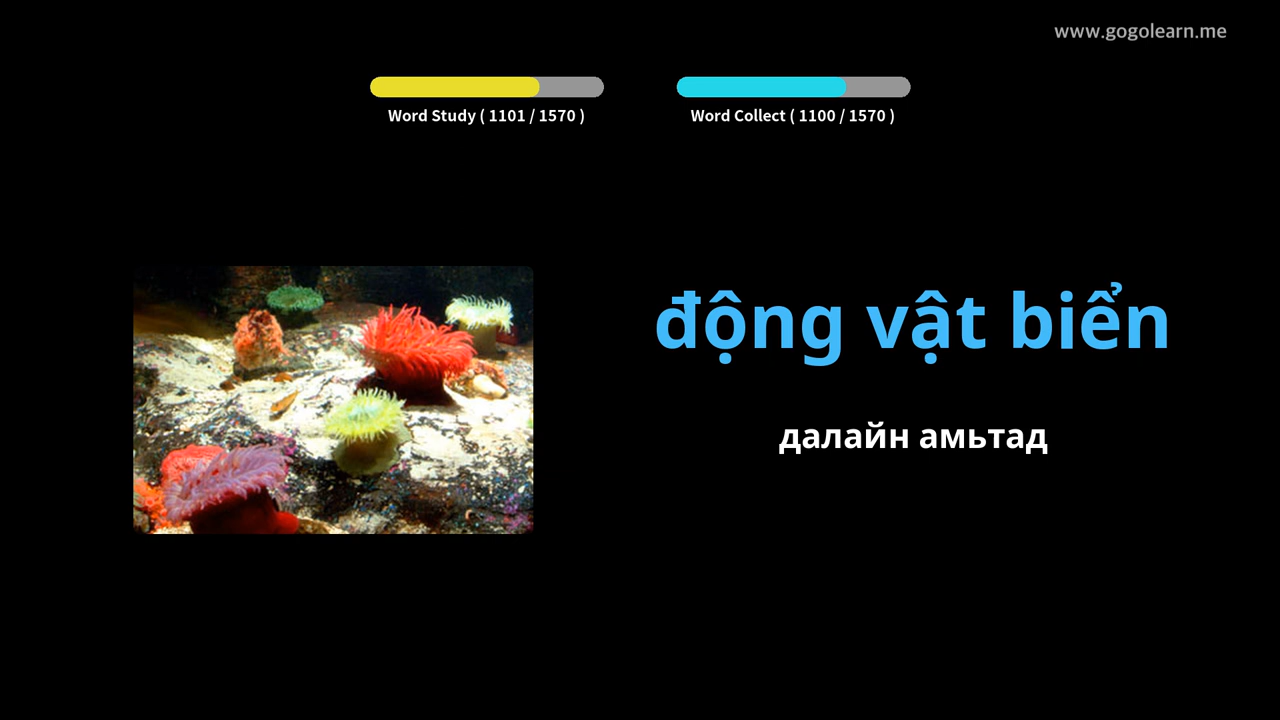 www.gogolearn.me
Word Study ( 1101 / 1570 )
Word Collect ( 1100 / 1570 )
động vật biển
далайн амьтад